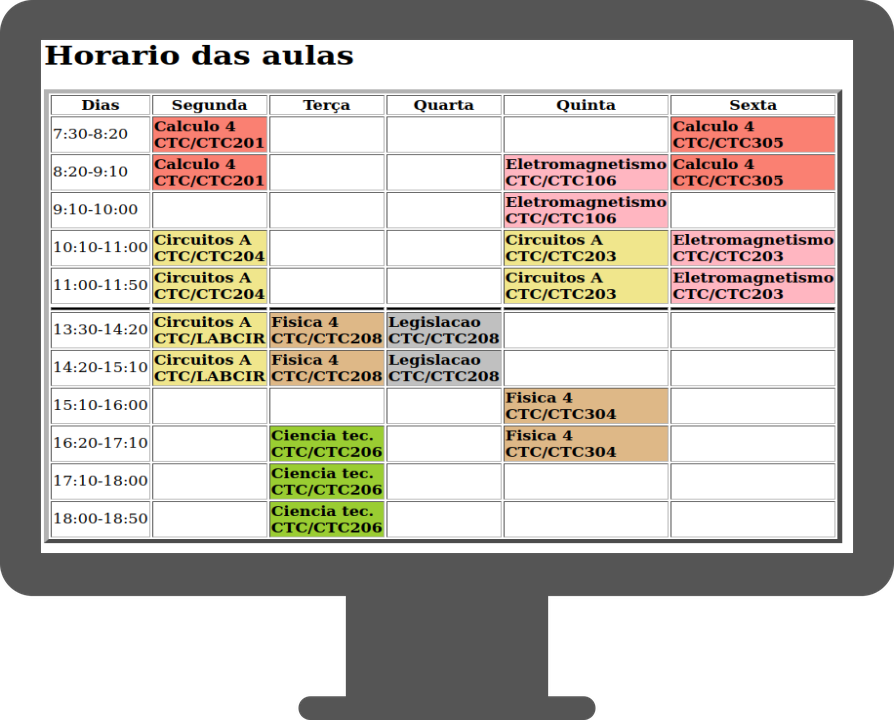 Horario das aulas
Dias Segunda Terça Quarta Quinta Sexta
7:30-8:20 Calculo 4 CTC/CTC201 Calculo 4 CTC/CTC305
8:20-9:10 Calculo 4 CTC/CTC201 Eletromagnetismo CTC/CTC106 Calculo 4 CTC/CTC305
9:10-10:00 Eletromagnetismo CTC/CTC106
10:10-11:00 Circuitos A CTC/CTC204 Circuitos A CTC/CTC203 Eletromagnetismo CTC/CTC203
11:00-11:50 Circuitos A CTC/CTC204 Circuitos A CTC/CTC203 Eletromagnetismo CTC/CTC203
13:30-14:20 Circuitos A CTC/LABCIR Fisica 4 CTC/CTC208 Legislacao CTC/CTC208
14:20-15:10 Circuitos A CTC/LABCIR Fisica 4 CTC/CTC208 Legislacao CTC/CTC208
15:10-16:00 Fisica 4 CTC/CTC304
16:20-17:10 Ciencia tec. CTC/CTC206 Fisica 4 CTC/CTC304
17:10-18:00 Ciencia tec. CTC/CTC206
18:00-18:50 Ciencia tec. CTC/CTC206